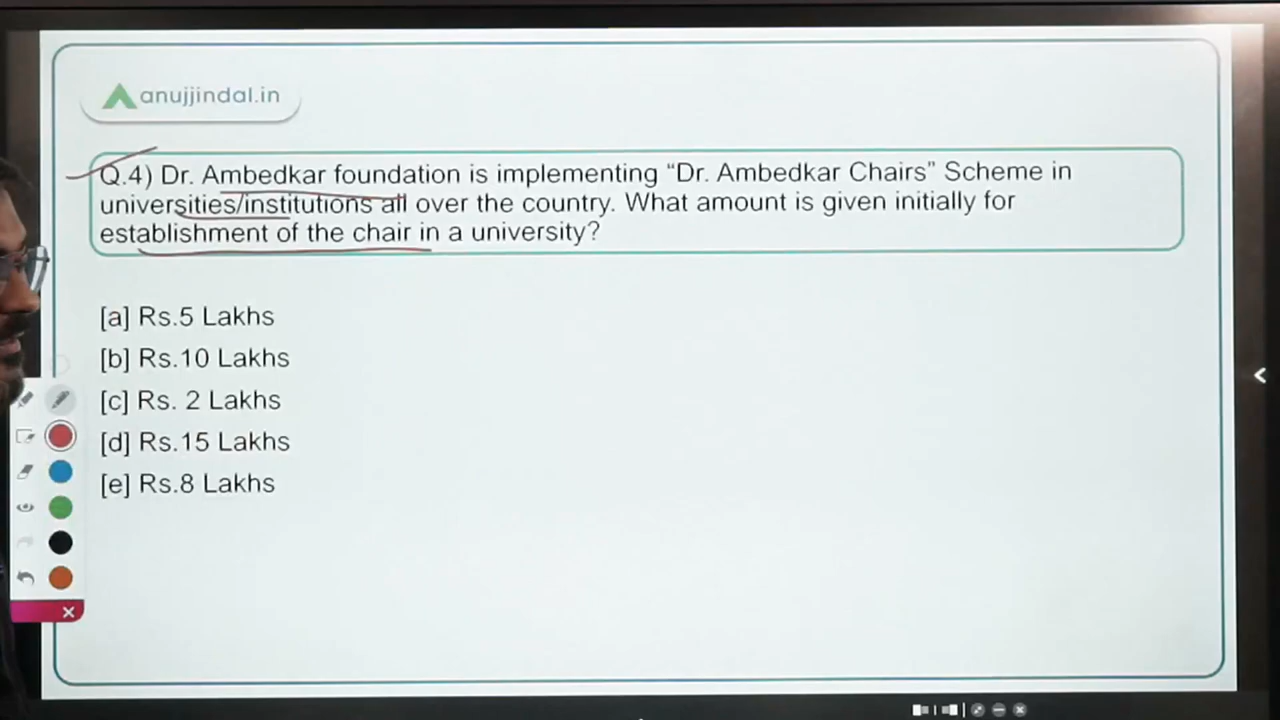 anujjindal.in
Q.4) Dr. Ambedkar foundation is implementing “Dr. Ambedkar Chairs” Scheme in
universities/institutions all over the country. What amount is given initially for
establishment of the chair in a university?
[a] Rs.5 Lakhs
[b] Rs.10 Lakhs
[c] Rs. 2 Lakhs
[d] Rs.15 Lakhs
[e] Rs.8 Lakhs